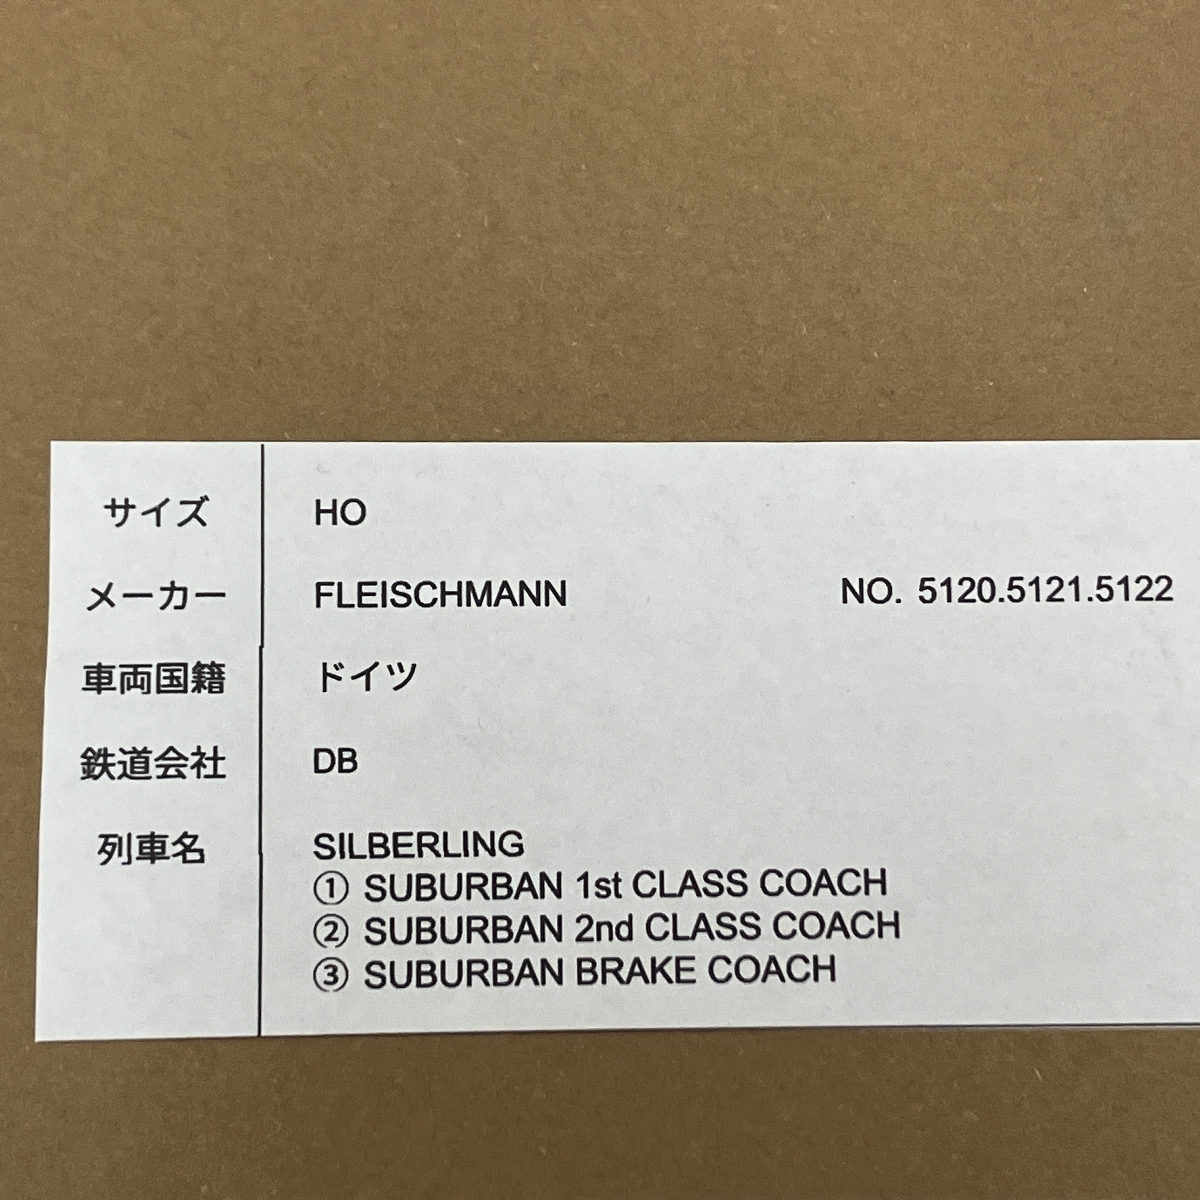 サイズ HO
メーカー FLEISCHMANN NO. 5120.5121.5122
車両国籍 ドイツ
鉄道会社 DB
列車名 SILBERLING
① SUBURBAN 1st CLASS COACH
② SUBURBAN 2nd CLASS COACH
③ SUBURBAN BRAKE COACH